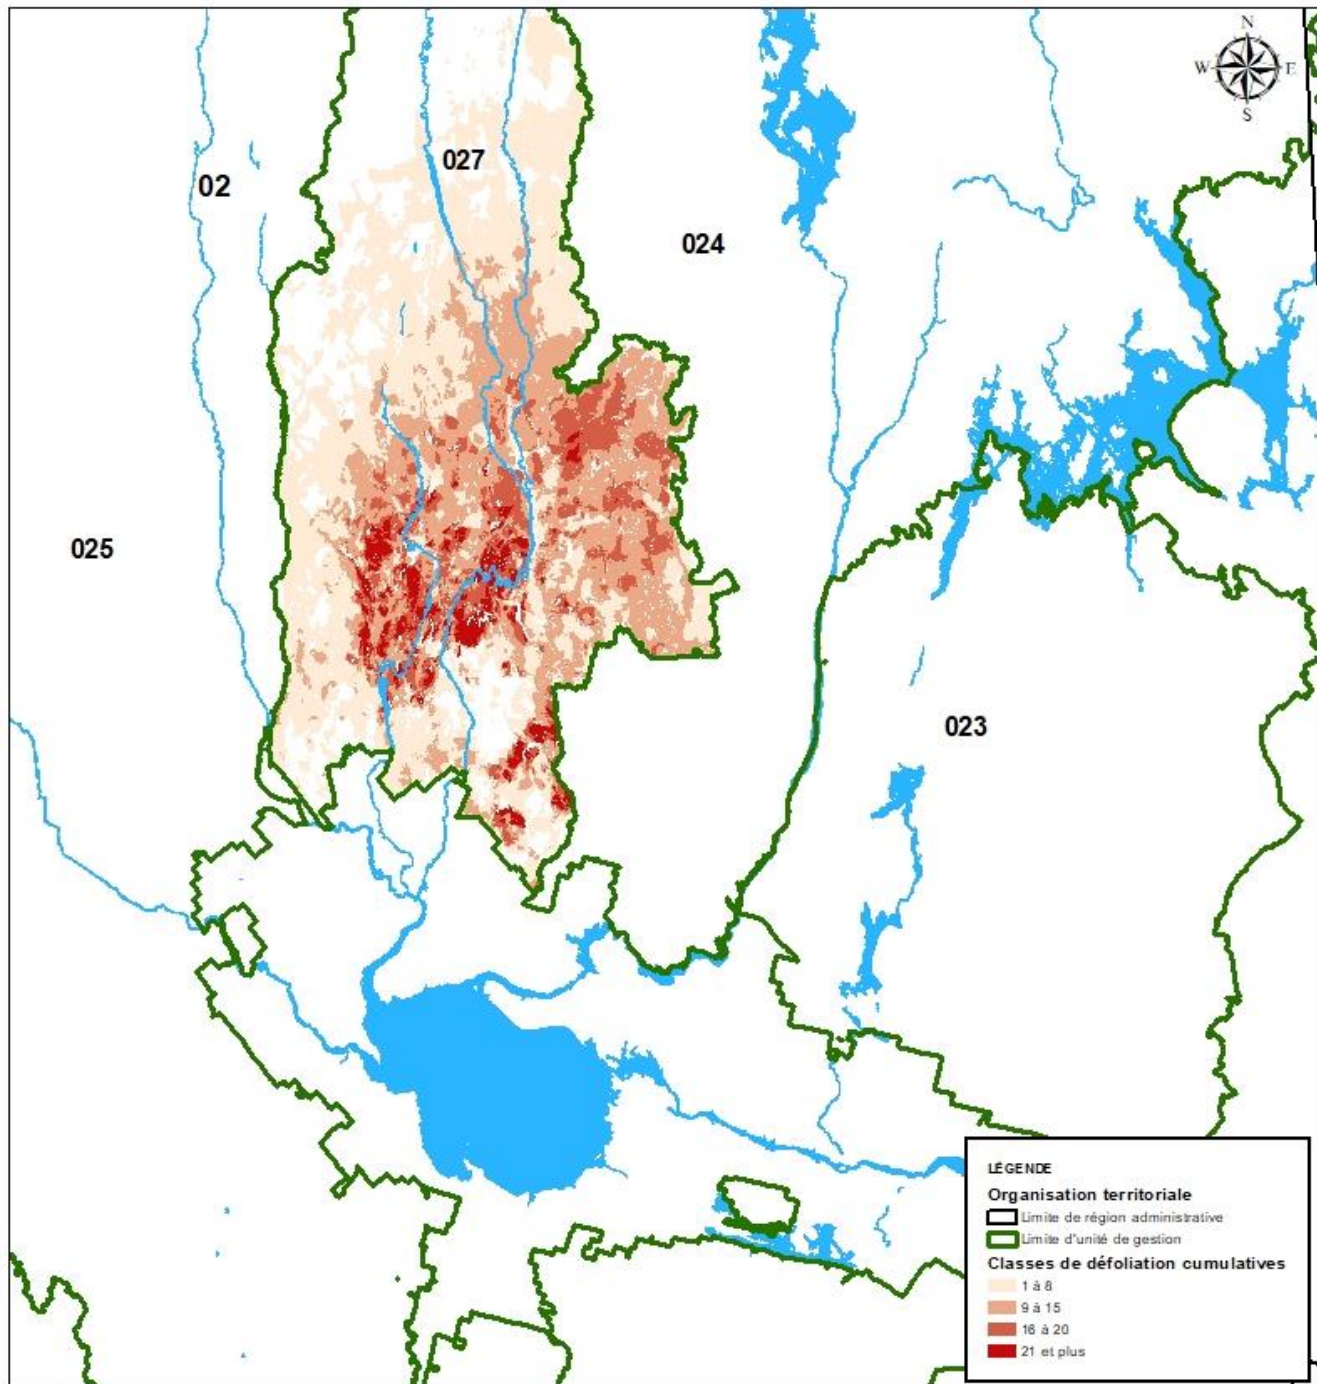 N
W E
S
027
02
024
025
023
LÉGENDE
Organisation territoriale
Limite de région administrative
Limite d'unité de gestion
Classes de défoliation cumulatives
1 à 8
9 à 15
16 à 20
21 et plus